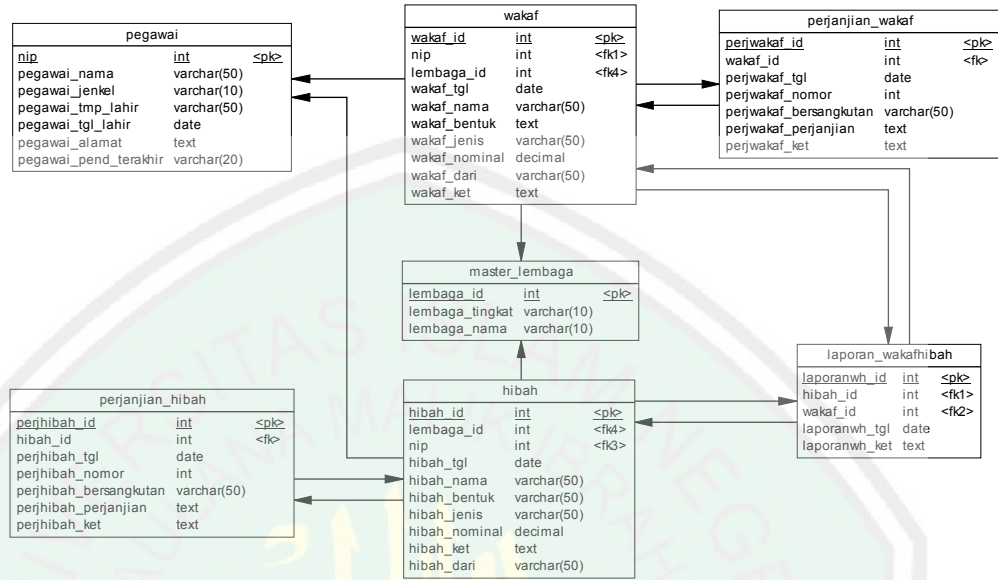 pegawai
nip int <pk>
pegawai_nama varchar(50)
pegawai_jenkel varchar(10)
pegawai_tmp_lahir varchar(50)
pegawai_tgl_lahir date
pegawai_alamat text
pegawai_pend_terakhir varchar(20)
wakaf
wakaf_id int <pk>
nip int <fk1>
lembaga_id int <fk4>
wakaf_tgl date
wakaf_nama varchar(50)
wakaf_bentuk text
wakaf_jenis varchar(50)
wakaf_nominal decimal
wakaf_dari varchar(50)
wakaf_ket text
perjanjian_wakaf
perjwakaf_id int <pk>
wakaf_id int <fk>
perjwakaf_tgl date
perjwakaf_nomor int
perjwakaf_bersangkutan varchar(50)
perjwakaf_perjanjian text
perjwakaf_ket text
master_lembaga
lembaga_id int <pk>
lembaga_tingkat varchar(10)
lembaga_nama varchar(10)
laporan_wakafhibah
laporanwh_id int <pk>
hibah_id int <fk1>
wakaf_id int <fk2>
laporanwh_tgl date
laporanwh_ket text
perjanjian_hibah
perjhibah_id int <pk>
hibah_id int <fk>
perjhibah_tgl date
perjhibah_nomor int
perjhibah_bersangkutan varchar(50)
perjhibah_perjanjian text
perjhibah_ket text
hibah
hibah_id int <pk>
lembaga_id int <fk4>
nip int <fk3>
hibah_tgl date
hibah_nama varchar(50)
hibah_bentuk varchar(50)
hibah_jenis varchar(50)
hibah_nominal decimal
hibah_ket text
hibah_dari varchar(50)